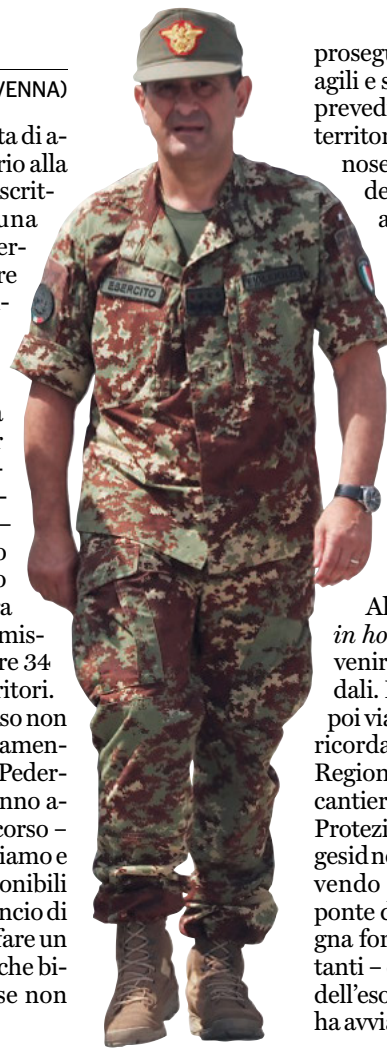 VENNA)
ta di a-
rio alla
scrit-
una
er-
re
-
a
r
-
-
–
o
o
a
mis-
re 34
ritori.
so non
amen-
Peder-
nno a-
corso –
iamo e
onibili
ncio di
fare un
che bi-
se non
ESERCITO
prosegu
agili e s
prevedi
territor
nose
de
a
Al
in ho
venir
dali.
poi via
ricorda
Region
cantier
Protezi
gesid ne
vendo
ponte d
gna for
tanti –
dell'eso
ha avvia